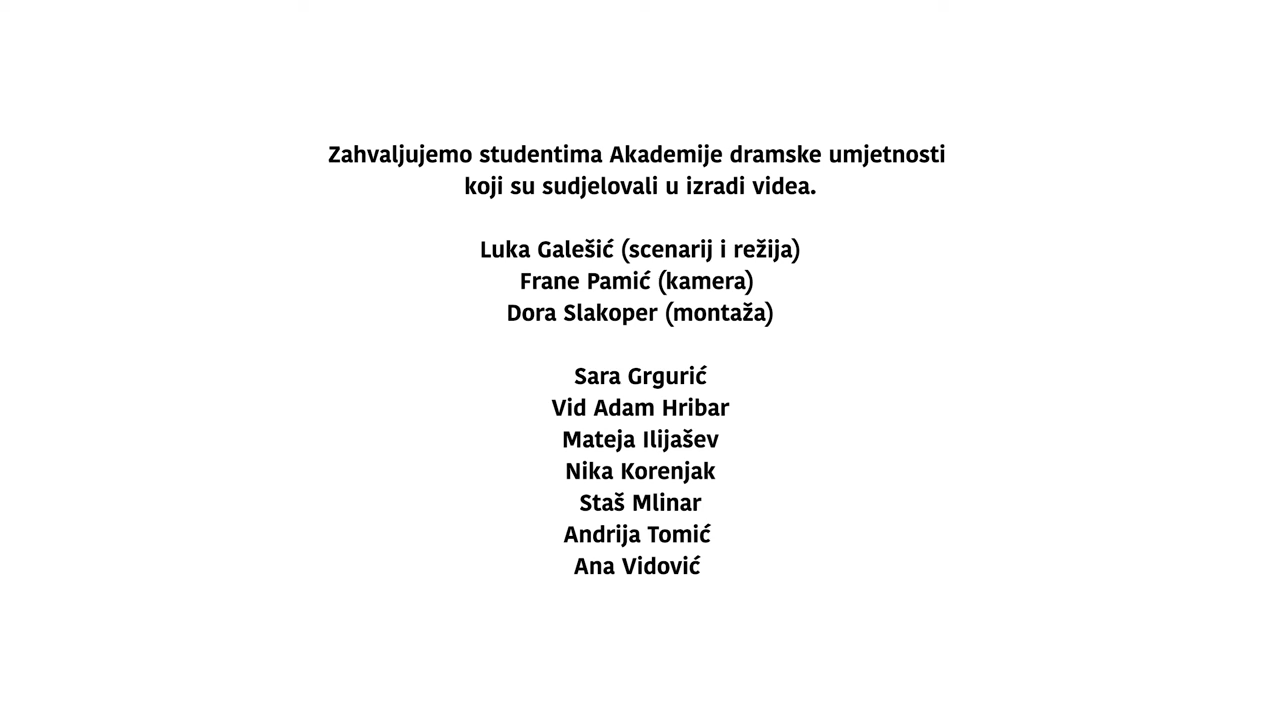 Zahvaljujemo studentima Akademije dramske umjetnosti
koji su sudjelovali u izradi videa.
Luka Galešić (scenarij i režija)
Frane Pamić (kamera)
Dora Slakoper (montaža)
Sara Grgurić
Vid Adam Hribar
Mateja Ilijašev
Nika Korenjak
Staš Mlinar
Andrija Tomić
Ana Vidović